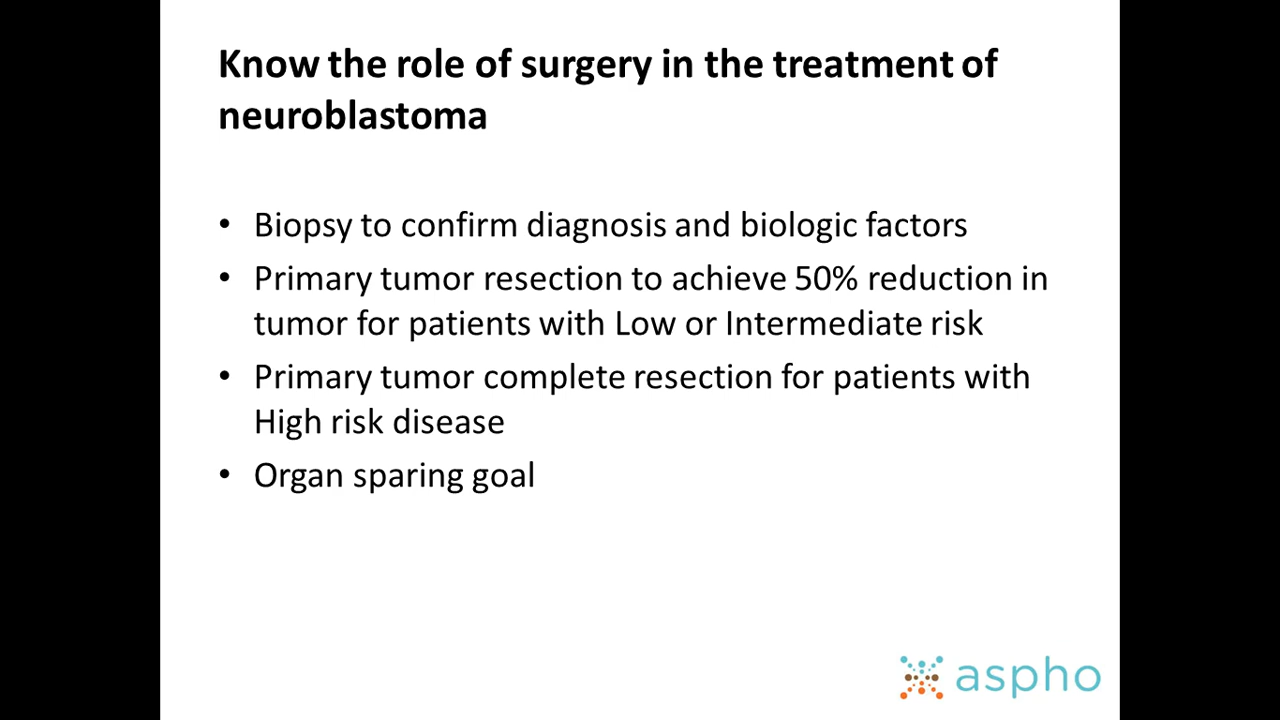 Know the role of surgery in the treatment of
neuroblastoma
• Biopsy to confirm diagnosis and biologic factors
• Primary tumor resection to achieve 50% reduction in
tumor for patients with Low or Intermediate risk
• Primary tumor complete resection for patients with
High risk disease
• Organ sparing goal
aspho